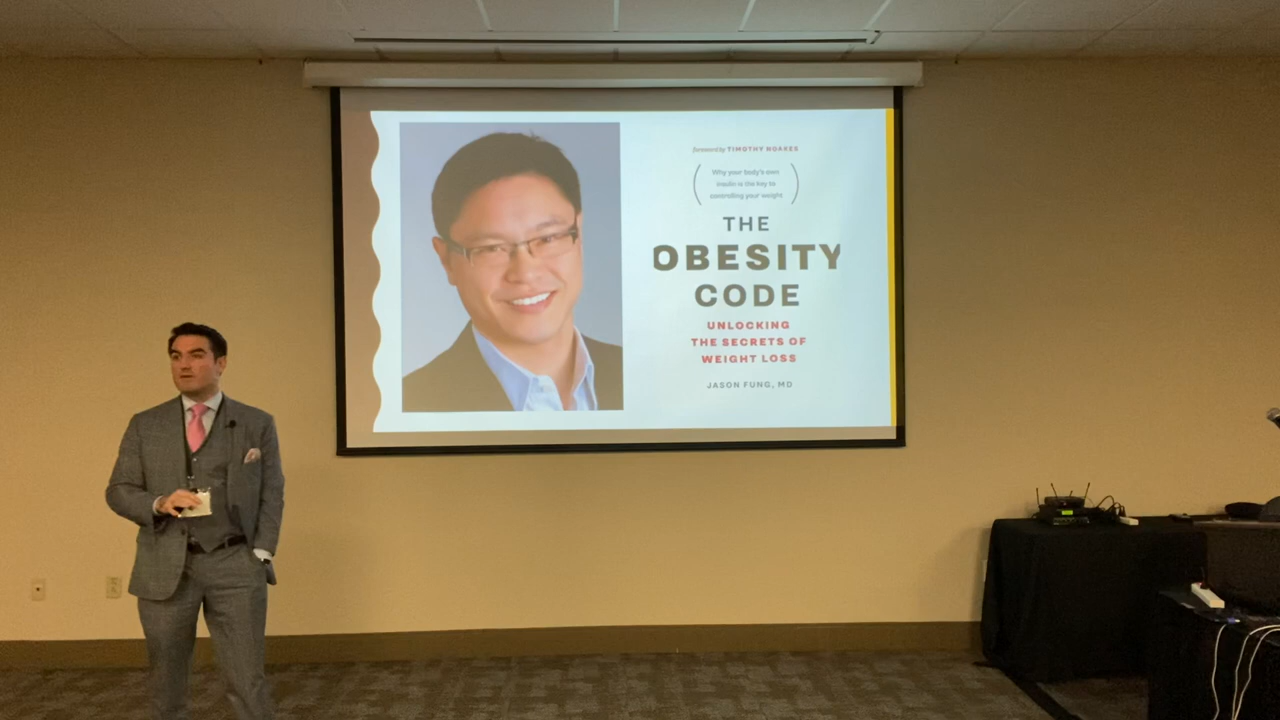 foreword by TIMOTHY NOAKES
Why your body's own
insulin is the key to
controlling your weight
THE
OBESITY
CODE
UNLOCKING
THE SECRETS OF
WEIGHT LOSS
JASON FUNG, MD